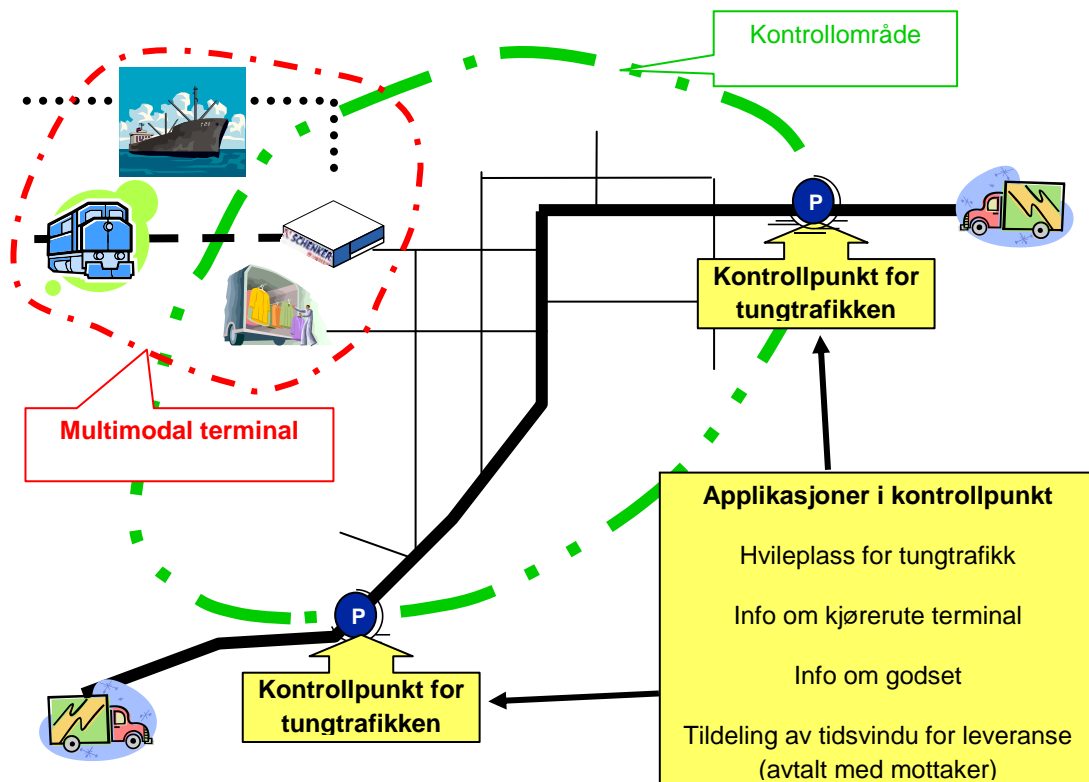 Kontrollområde
SCHENKER
P
Kontrollpunkt for
tungtrafikken
Multimodal terminal
Applikasjoner i kontrollpunkt
Hvileplass for tungtrafikk
Info om kjørerute terminal
Info om godset
Tildeling av tidsvindu for leveranse
(avtalt med mottaker)
P
Kontrollpunkt for
tungtrafikken